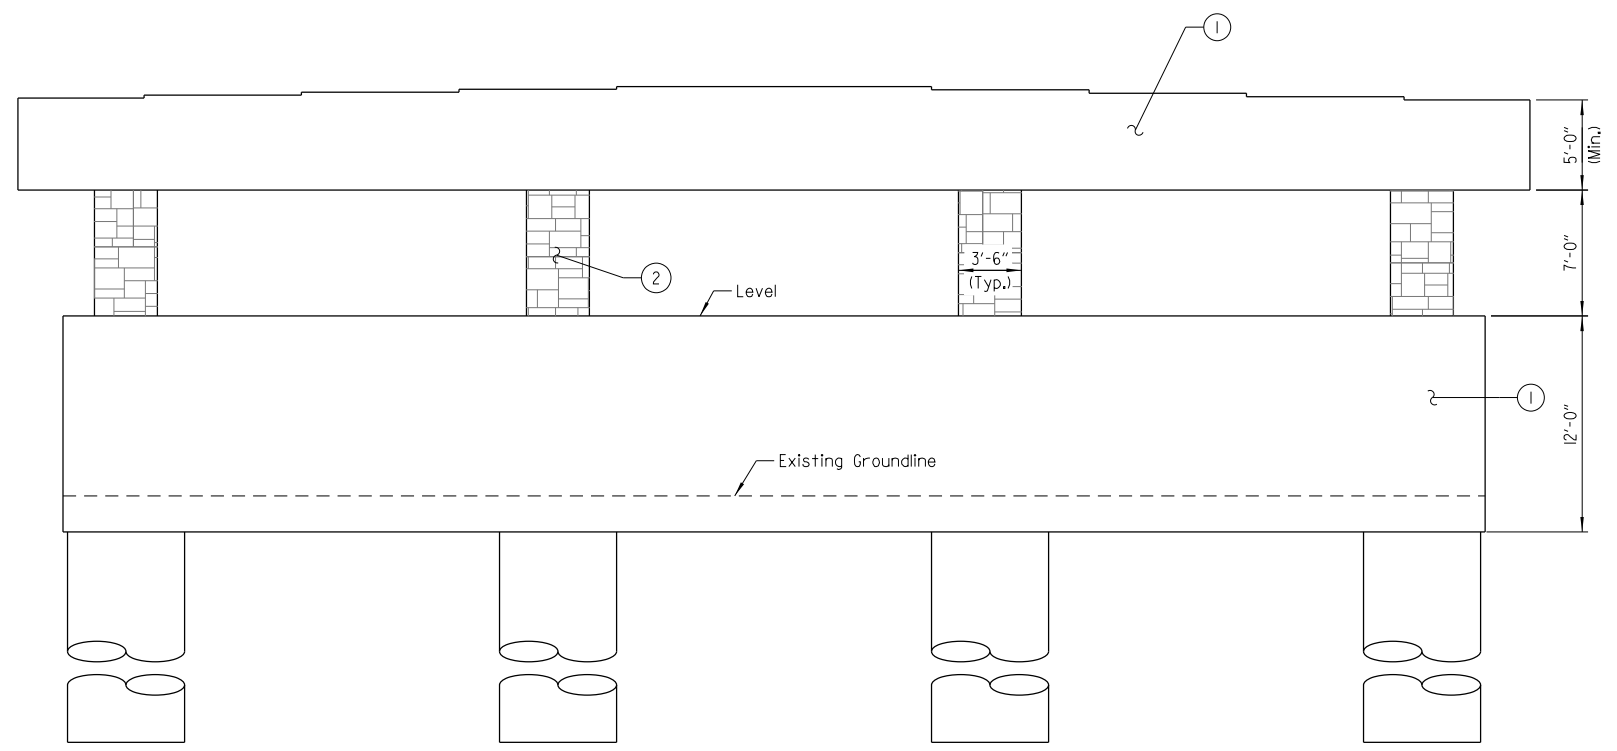 1
5'-0"
(Min.)
7'-0"
3'-6"
(Typ.)
2
Level
1
12'-0"
Existing Groundline